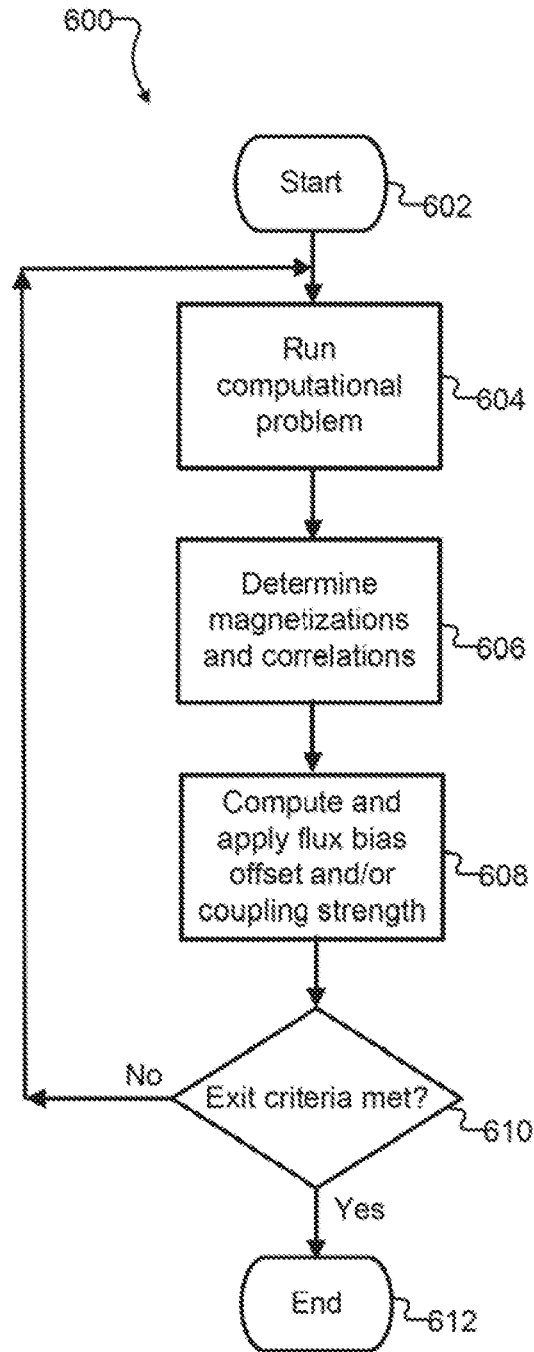 600
Start
602
Run
computational
problem
604
Determine
magnetizations
and correlations
606
Compute and
apply flux bias
offset and/or
coupling strength
608
No
Exit criteria met?
610
Yes
End
612